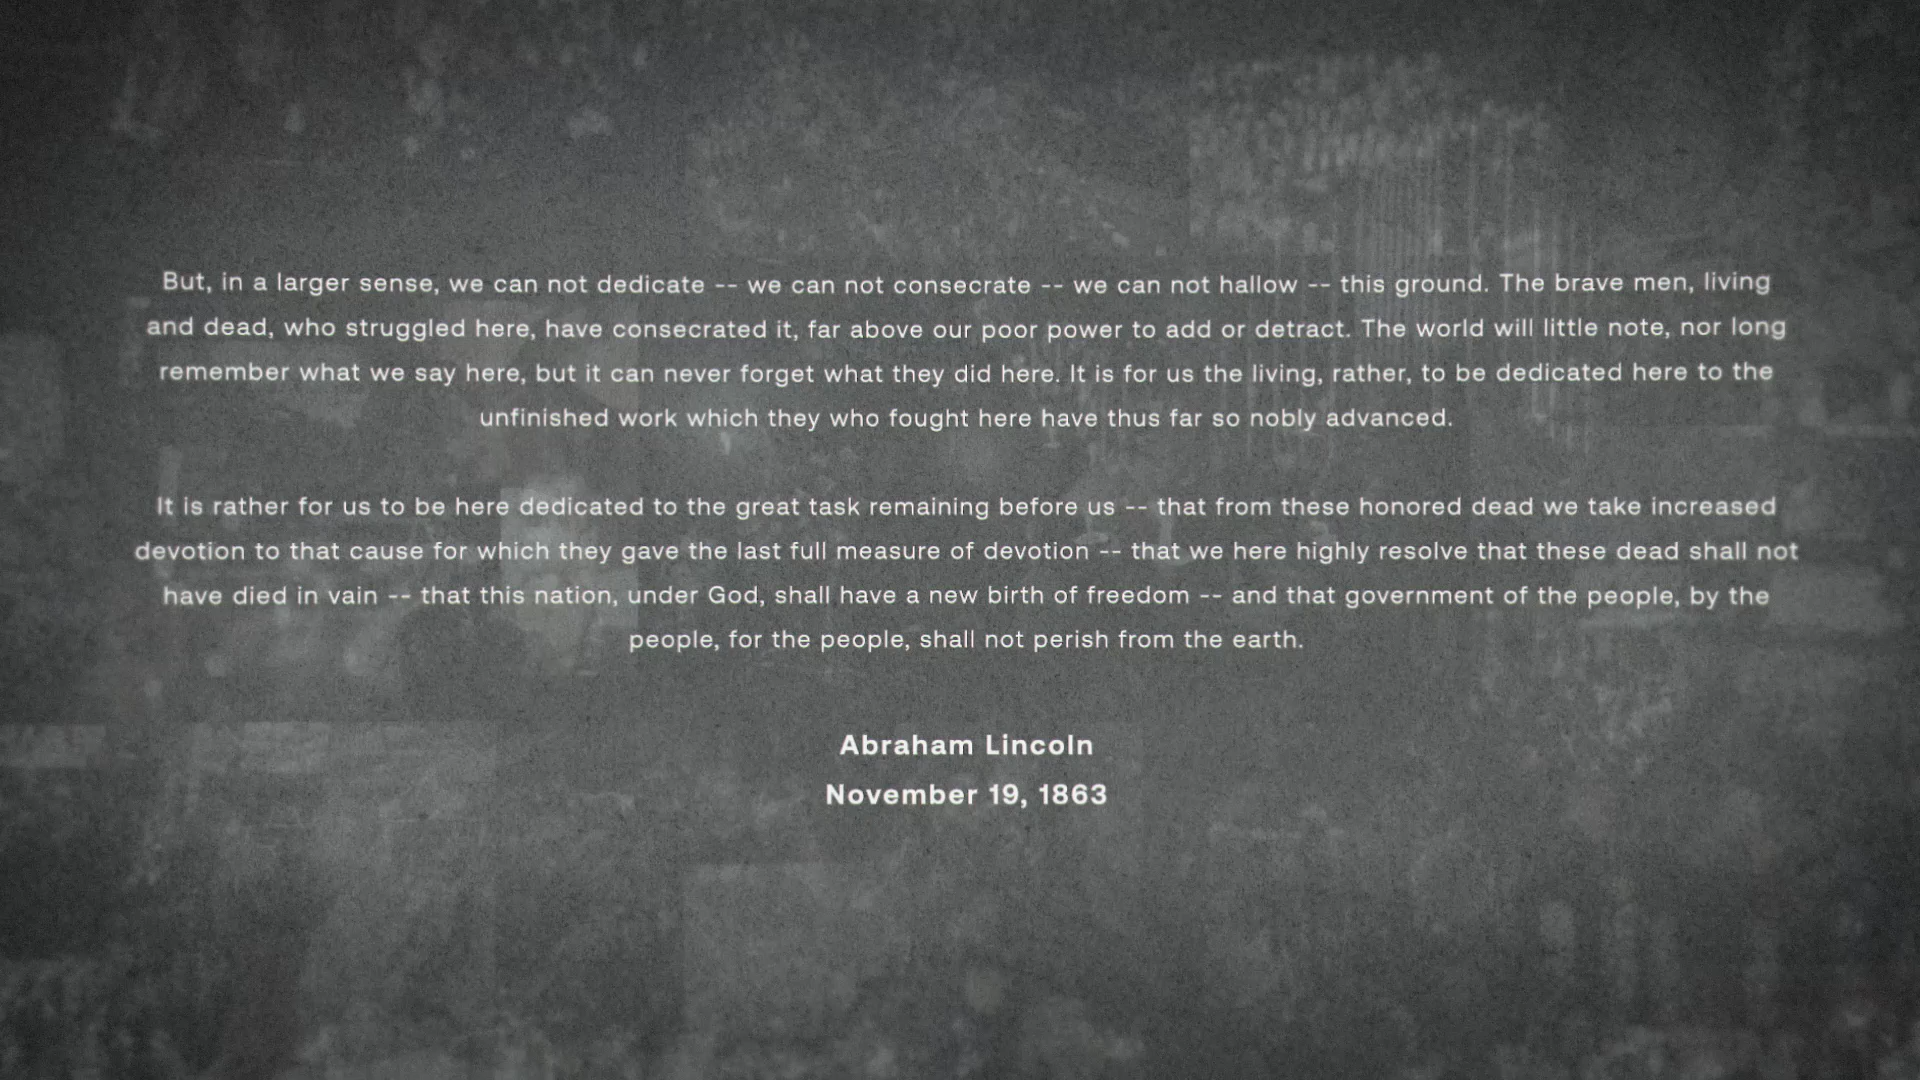 But, in a larger sense, we can not dedicate -- we can not consecrate -- we can not hallow -- this ground. The brave men, living
and dead, who struggled here, have consecrated it, far above our poor power to add or detract. The world will little note, nor long
remember what we say here, but it can never forget what they did here. It is for us the living, rather, to be dedicated here to the
unfinished work which they who fought here have thus far so nobly advanced.
It is rather for us to be here dedicated to the great task remaining before us -- that from these honored dead we take increased
devotion to that cause for which they gave the last full measure of devotion -- that we here highly resolve that these dead shall not
have died in vain -- that this nation, under God, shall have a new birth of freedom -- and that government of the people, by the
people, for the people, shall not perish from the earth.
Abraham Lincoln
November 19, 1863